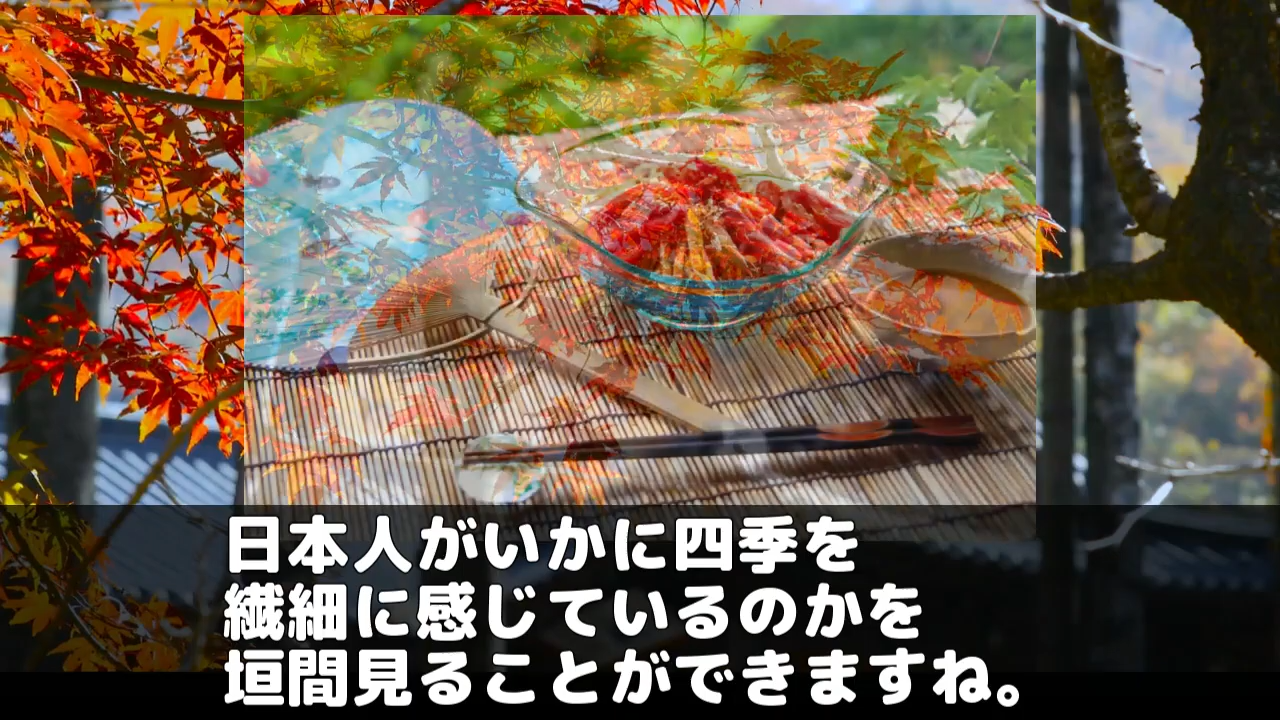 日本人がいかに四季を
繊細に感じているのかを
垣間見ることができますね。